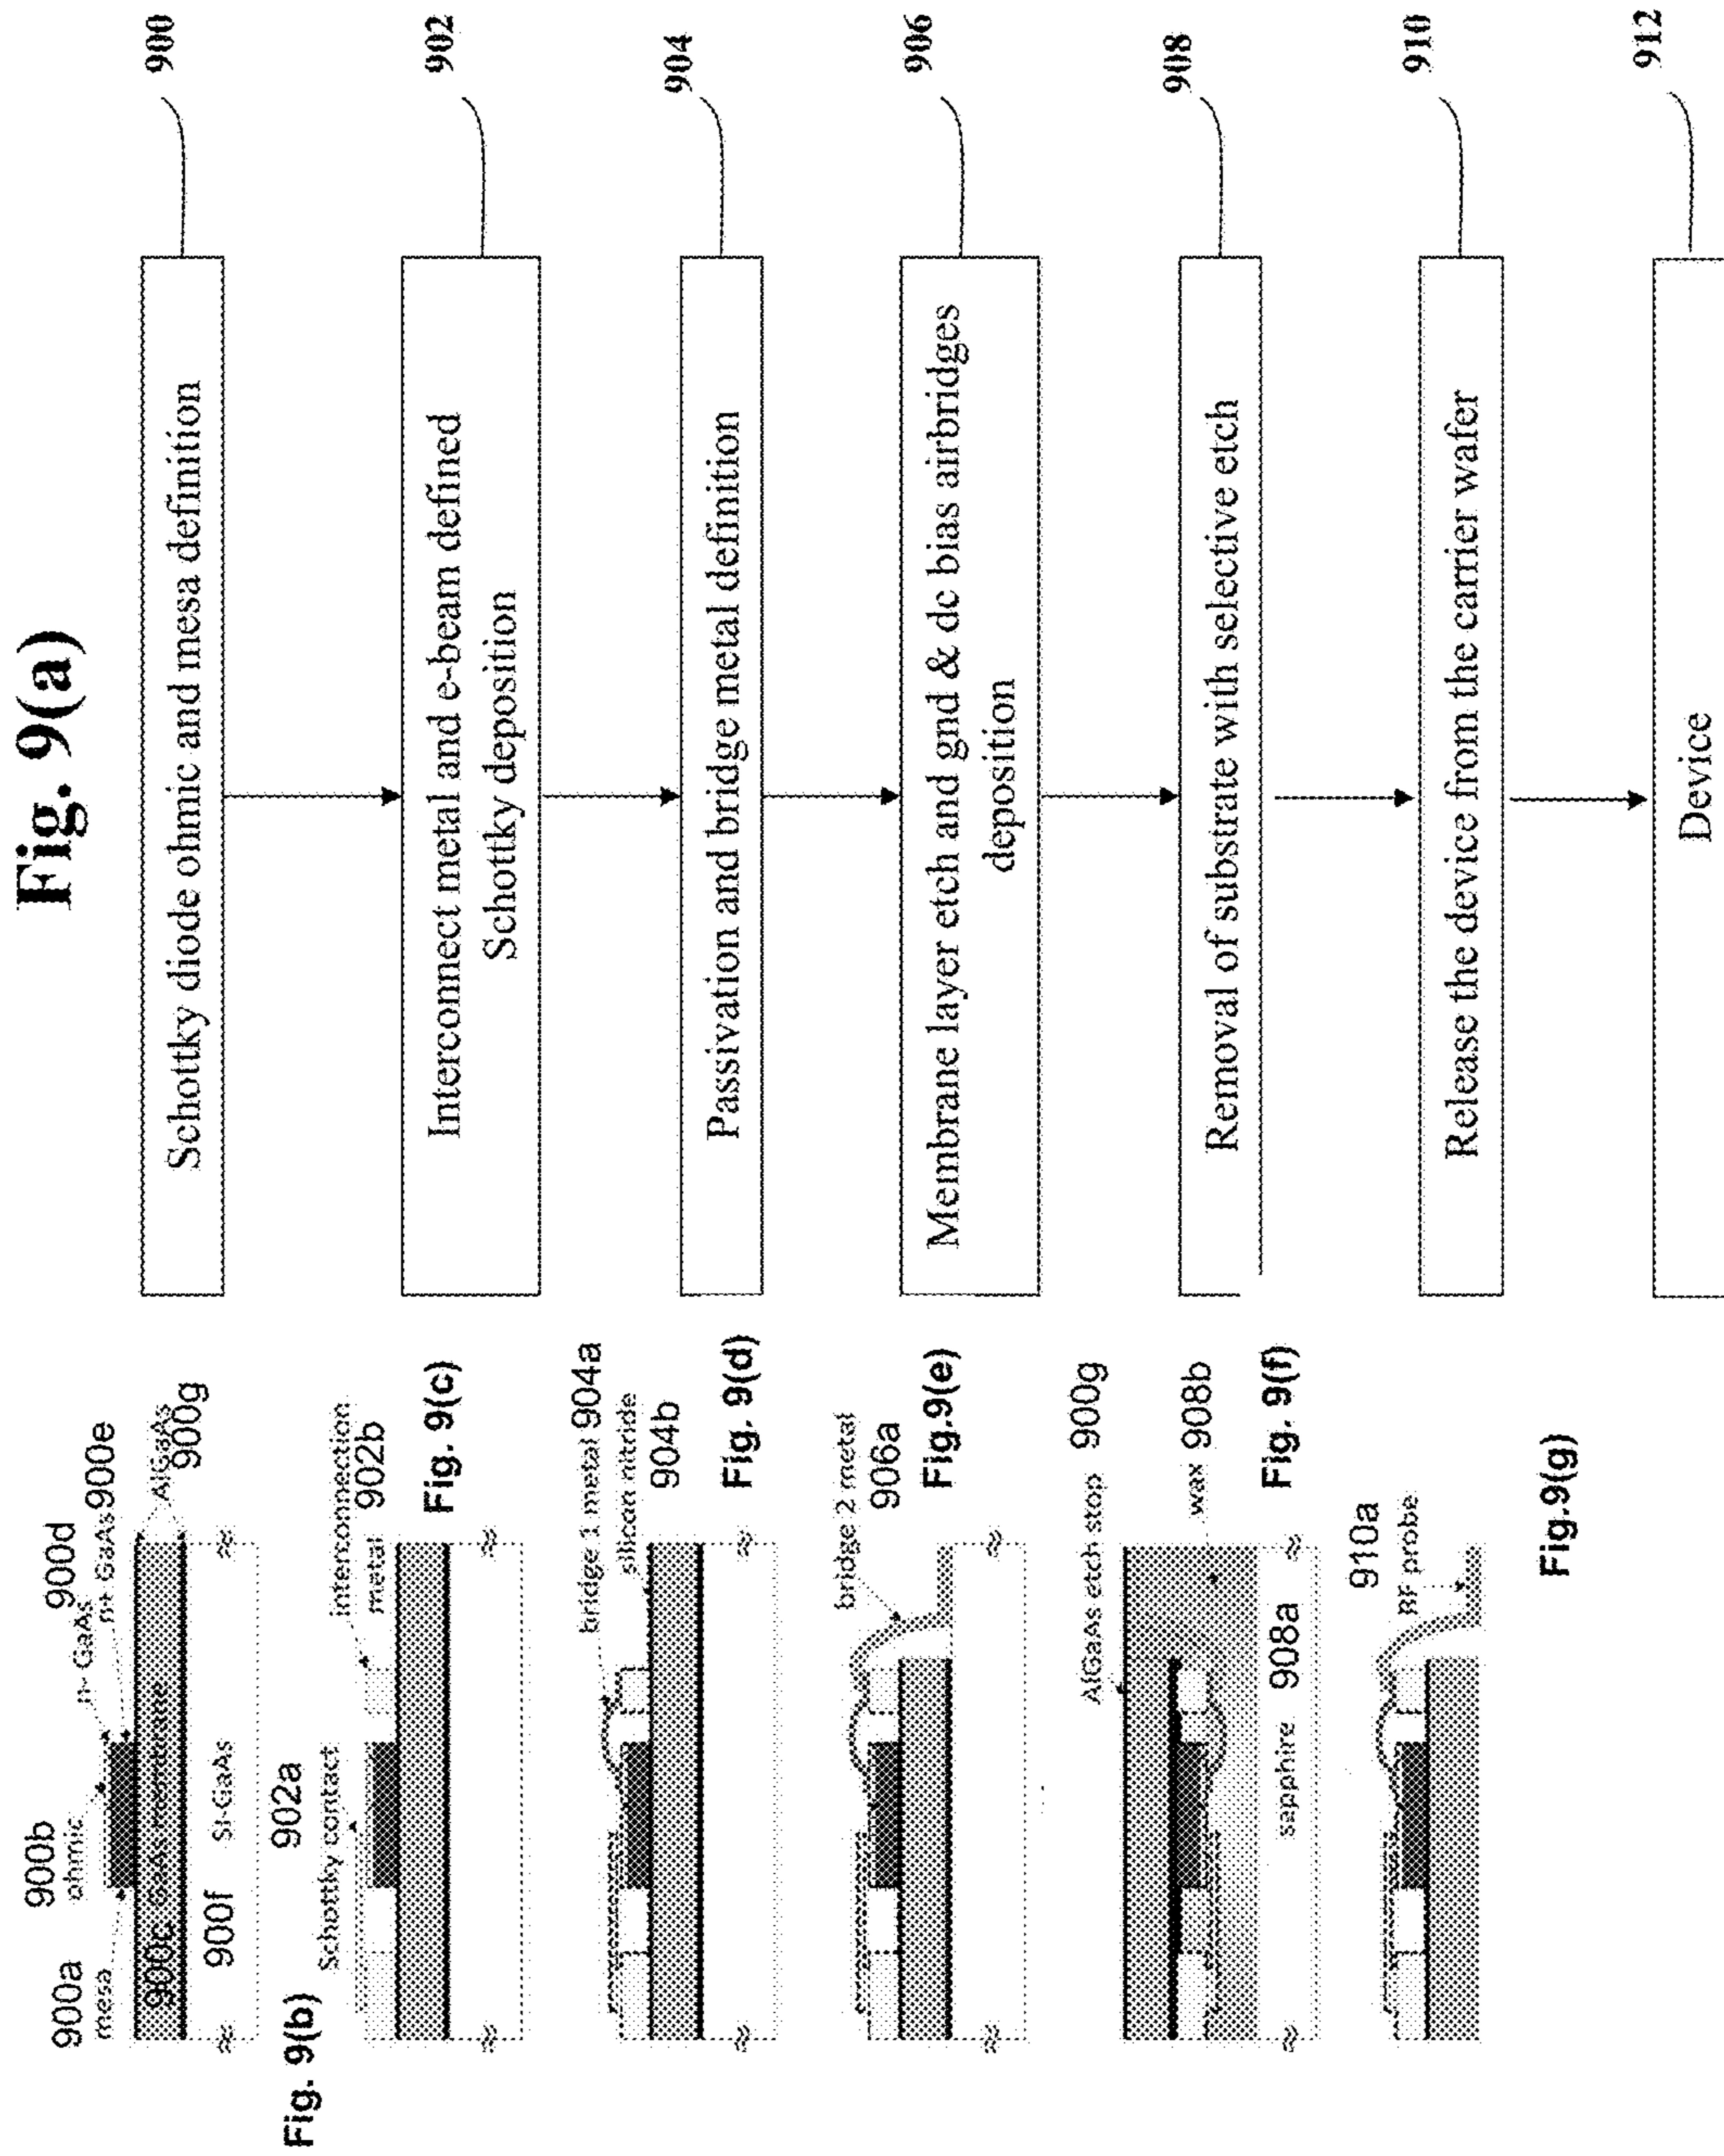 Fig. 9(a)
Schottky diode ohmic and mesa definition
900
Interconnect metal and e-beam defined
Schottky deposition
902
Passivation and bridge metal definition
904
Membrane layer etch and gnd & dc bias airbridges
deposition
906
Removal of substrate with selective etch
908
Release the device from the carrier wafer
910
Device
912
900a
mesa
900b
ohmic
900d
n- GaAs
n+ GaAs 900e
AlGaAs
900g
900c GaAs membrane
900f SI-GaAs
Fig. 9(b)
902a
Schottky contact
interconnection
metal 902b
Fig. 9(c)
bridge 1 metal 904a
silicon nitride
904b
Fig. 9(d)
bridge 2 metal
906a
Fig.9(e)
AlGaAs etch stop 900g
wax 908b
sapphire 908a
Fig. 9(f)
910a
RF probe
Fig.9(g)